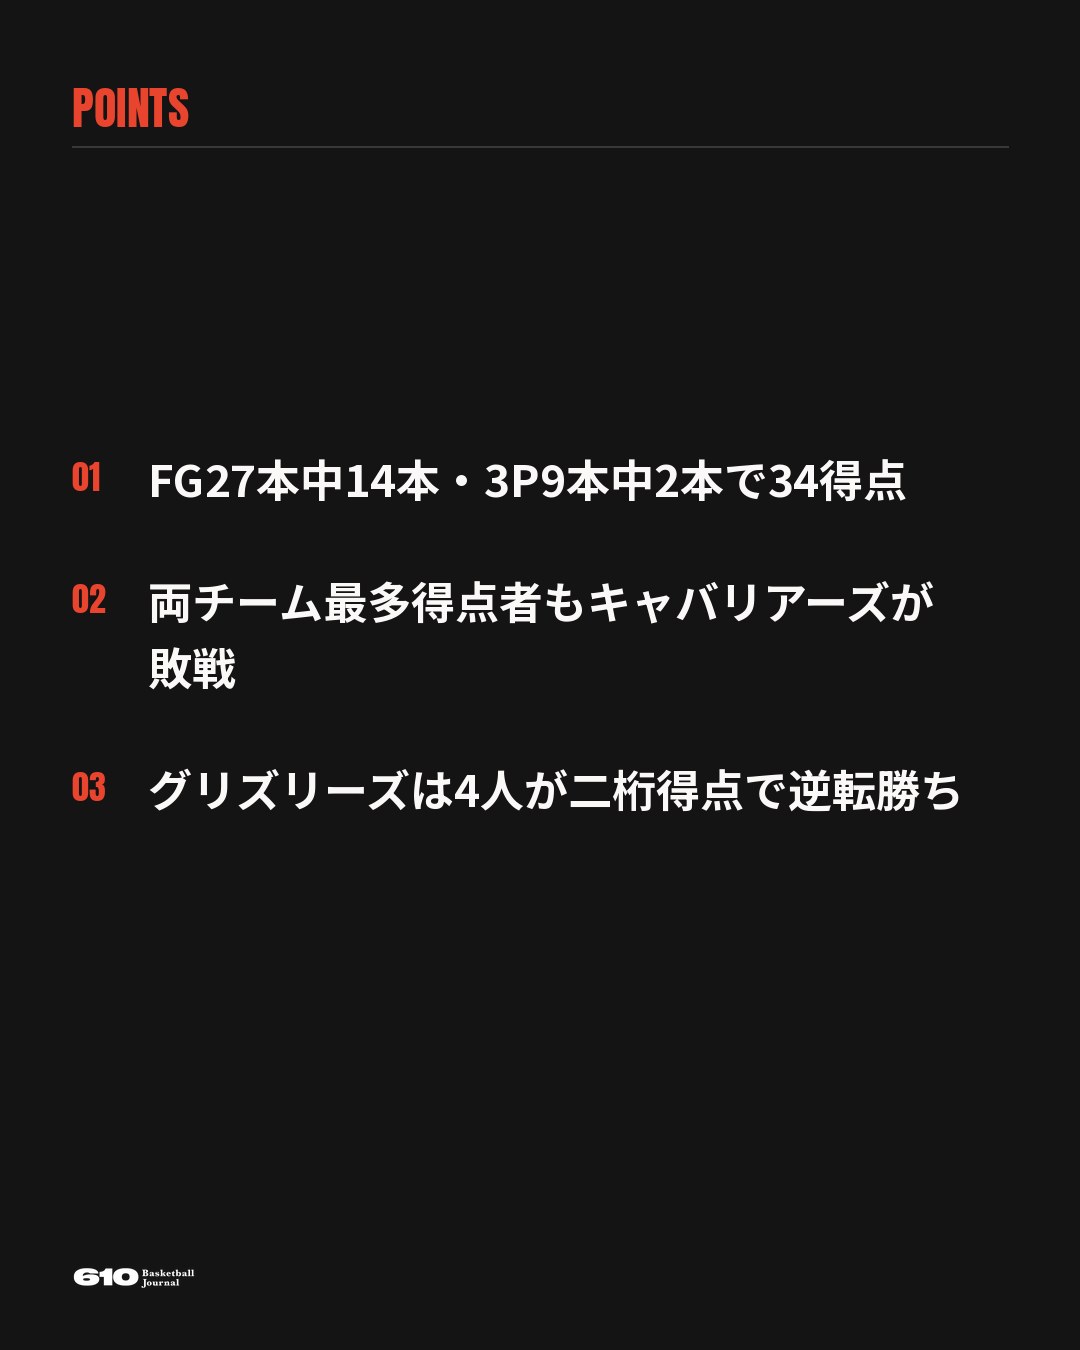 POINTS
01 FG27本中14本・3P9本中2本で34得点
02 両チーム最多得点者もキャバリアーズが
敗戦
03 グリズリーズは4人が二桁得点で逆転勝ち
610 Basketball
Journal